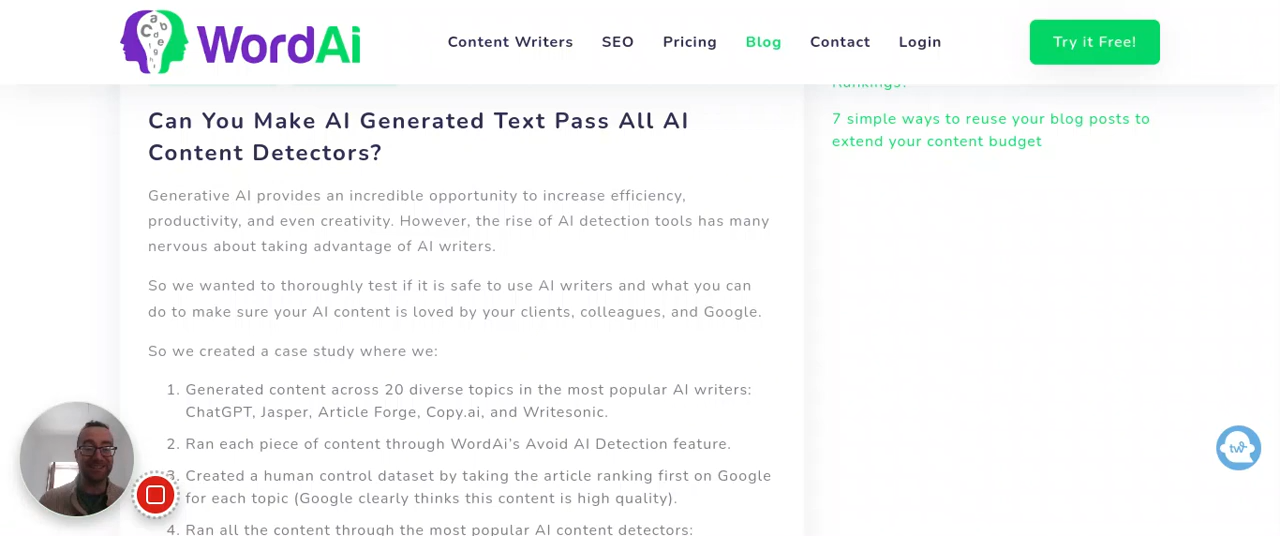 WordAi
Content Writers
SEO
Pricing
Blog
Contact
Login
Try it Free!
Rankings?
7 simple ways to reuse your blog posts to
extend your content budget
Can You Make AI Generated Text Pass All AI
Content Detectors?
Generative AI provides an incredible opportunity to increase efficiency,
productivity, and even creativity. However, the rise of AI detection tools has many
nervous about taking advantage of AI writers.
So we wanted to thoroughly test if it is safe to use AI writers and what you can
do to make sure your AI content is loved by your clients, colleagues, and Google.
So we created a case study where we:
1. Generated content across 20 diverse topics in the most popular AI writers:
ChatGPT, Jasper, Article Forge, Copy.ai, and Writesonic.
2. Ran each piece of content through WordAi's Avoid AI Detection feature.
3. Created a human control dataset by taking the article ranking first on Google
for each topic (Google clearly thinks this content is high quality).
4. Ran all the content through the most popular AI content detectors: